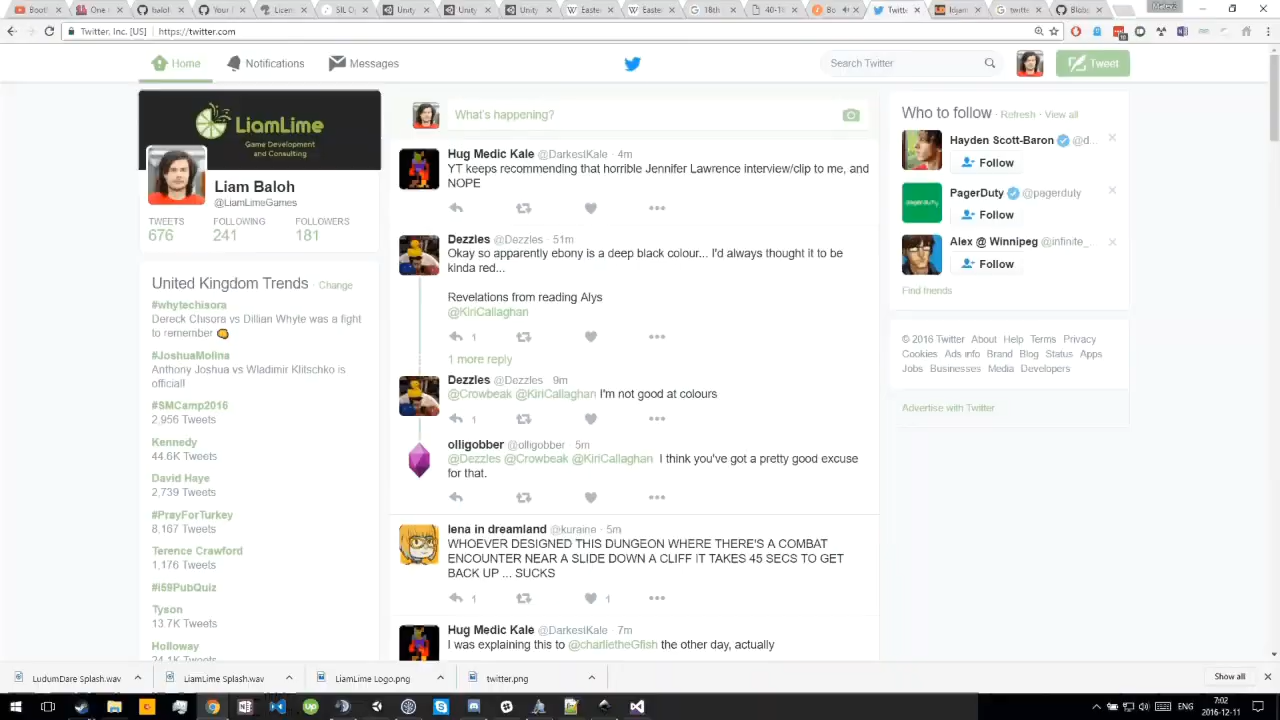 Twitter, Inc. [US] https://twitter.com
Home
Notifications
Messages
Search Twitter
Tweet
LiamLime
Game Development
and Consulting
Liam Baloh
@LiamLimeGames
TWEETS FOLLOWING FOLLOWERS
676 241 181
United Kingdom Trends · Change
#whytechisora
Dereck Chisora vs Dillian Whyte was a fight
to remember
#JoshuaMolina
Anthony Joshua vs Wladimir Klitschko is
official!
#SMCamp2016
2,956 Tweets
Kennedy
44.6K Tweets
David Haye
2,739 Tweets
#PrayForTurkey
8,167 Tweets
Terence Crawford
1,176 Tweets
#i59PubQuiz
Tyson
13.7K Tweets
Holloway
24.1K Tweets
What's happening?
Hug Medic Kale @DarkestKale · 4m
YT keeps recommending that horrible Jennifer Lawrence interview/clip to me, and
NOPE
Dezzles @Dezzles · 51m
Okay so apparently ebony is a deep black colour... I'd always thought it to be
kinda red...
Revelations from reading Alys
@KiriCallaghan
1
1 more reply
Dezzles @Dezzles · 9m
@Crowbeak @KiriCallaghan I'm not good at colours
1
olligobber @olligobber · 5m
@Dezzles @Crowbeak @KiriCallaghan I think you've got a pretty good excuse
for that.
lena in dreamland @kuraine · 5m
WHOEVER DESIGNED THIS DUNGEON WHERE THERE'S A COMBAT
ENCOUNTER NEAR A SLIDE DOWN A CLIFF IT TAKES 45 SECS TO GET
BACK UP ... SUCKS
1 1
Hug Medic Kale @DarkestKale · 7m
I was explaining this to @charlietheGfish the other day, actually
Who to follow · Refresh · View all
Hayden Scott-Baron @d...
Follow
PagerDuty @pagerduty
Follow
Alex @ Winnipeg @infinite_
Follow
Find friends
© 2016 Twitter About Help Terms Privacy
Cookies Ads info Brand Blog Status Apps
Jobs Businesses Media Developers
Advertise with Twitter
LudumDare Splash.wav
LiamLime Splash.wav
LiamLime Logo.png
twitter.png
Show all
ENG
7:02
2016-12-11